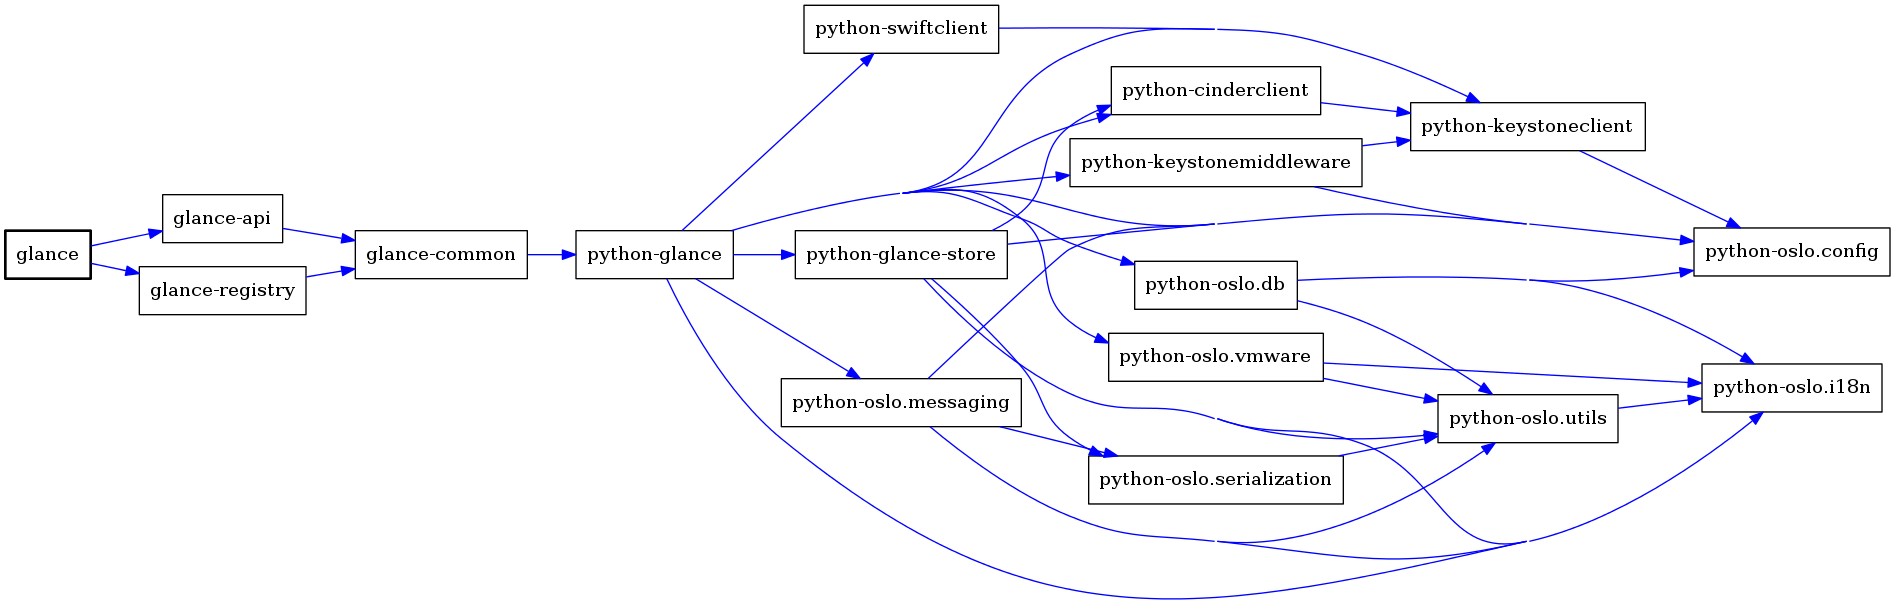 glance
glance-api
glance-registry
glance-common
python-glance
python-swiftclient
python-glance-store
python-oslo.messaging
python-cinderclient
python-keystonemiddleware
python-oslo.db
python-oslo.vmware
python-oslo.serialization
python-keystoneclient
python-oslo.utils
python-oslo.config
python-oslo.i18n